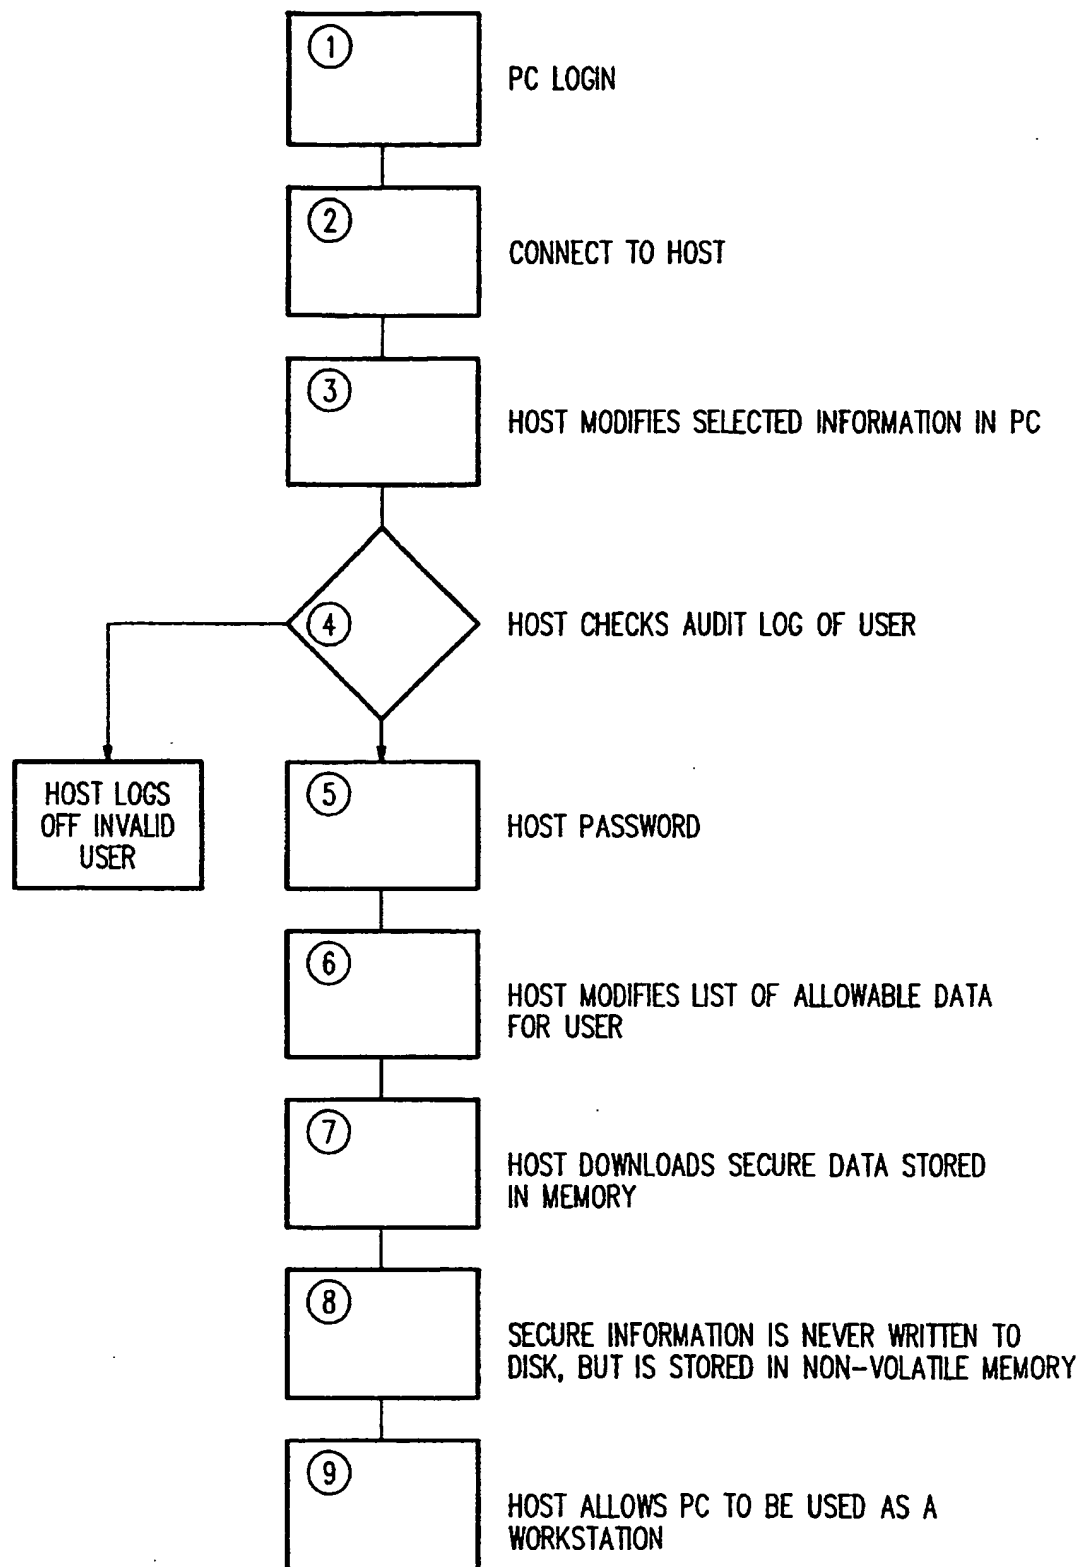 1
PC LOGIN
2
CONNECT TO HOST
3
HOST MODIFIES SELECTED INFORMATION IN PC
4
HOST CHECKS AUDIT LOG OF USER
HOST LOGS
OFF INVALID
USER
5
HOST PASSWORD
6
HOST MODIFIES LIST OF ALLOWABLE DATA
FOR USER
7
HOST DOWNLOADS SECURE DATA STORED
IN MEMORY
8
SECURE INFORMATION IS NEVER WRITTEN TO
DISK, BUT IS STORED IN NON-VOLATILE MEMORY
9
HOST ALLOWS PC TO BE USED AS A
WORKSTATION